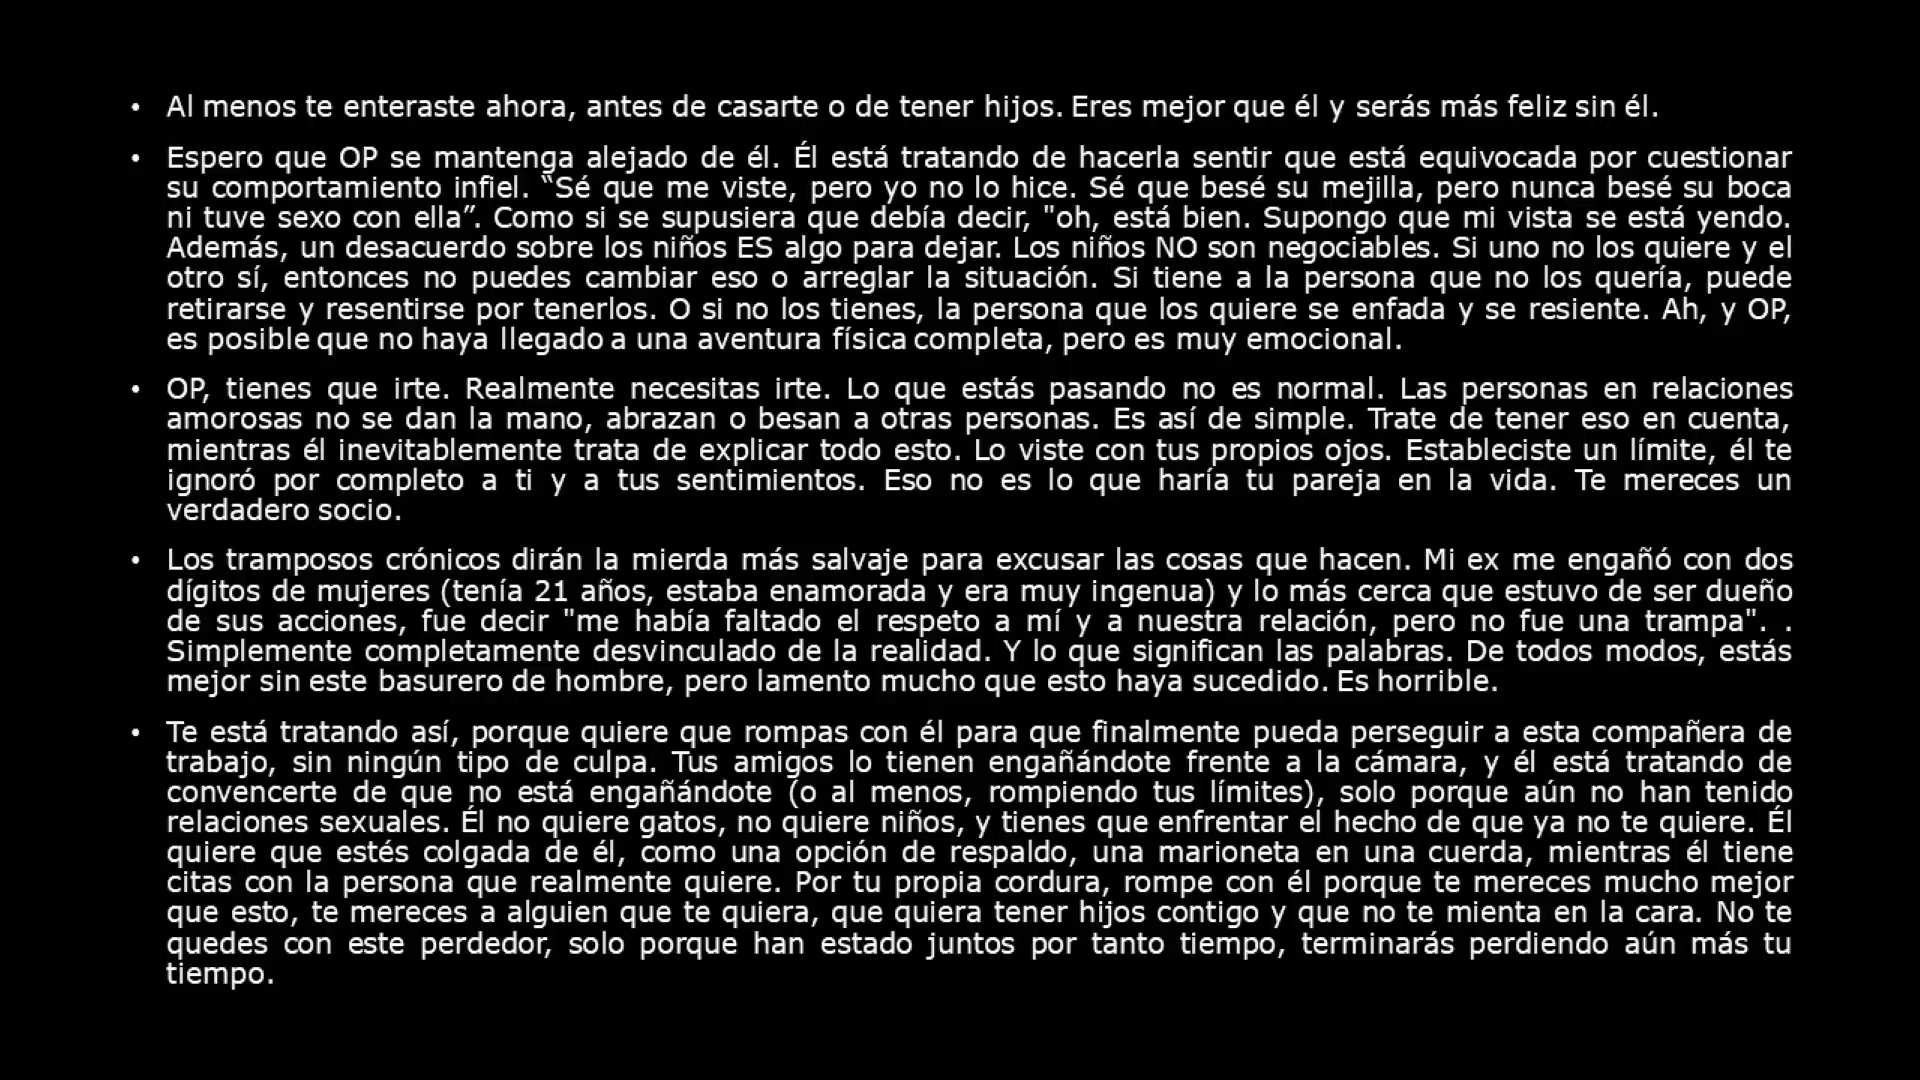 • Al menos te enteraste ahora, antes de casarte o de tener hijos. Eres mejor que él y serás más feliz sin él.
• Espero que OP se mantenga alejado de él. Él está tratando de hacerla sentir que está equivocada por cuestionar
su comportamiento infiel. “Sé que me viste, pero yo no lo hice. Sé que besé su mejilla, pero nunca besé su boca
ni tuve sexo con ella”. Como si se supusiera que debía decir, "oh, está bien. Supongo que mi vista se está yendo.
Además, un desacuerdo sobre los niños ES algo para dejar. Los niños NO son negociables. Si uno no los quiere y el
otro sí, entonces no puedes cambiar eso o arreglar la situación. Si tiene a la persona que no los quería, puede
retirarse y resentirse por tenerlos. O si no los tienes, la persona que los quiere se enfada y se resiente. Ah, y OP,
es posible que no haya llegado a una aventura física completa, pero es muy emocional.
• OP, tienes que irte. Realmente necesitas irte. Lo que estás pasando no es normal. Las personas en relaciones
amorosas no se dan la mano, abrazan o besan a otras personas. Es así de simple. Trate de tener eso en cuenta,
mientras él inevitablemente trata de explicar todo esto. Lo viste con tus propios ojos. Estableciste un límite, él te
ignoró por completo a ti y a tus sentimientos. Eso no es lo que haría tu pareja en la vida. Te mereces un
verdadero socio.
• Los tramposos crónicos dirán la mierda más salvaje para excusar las cosas que hacen. Mi ex me engañó con dos
dígitos de mujeres (tenía 21 años, estaba enamorada y era muy ingenua) y lo más cerca que estuvo de ser dueño
de sus acciones, fue decir "me había faltado el respeto a mí y a nuestra relación, pero no fue una trampa". .
Simplemente completamente desvinculado de la realidad. Y lo que significan las palabras. De todos modos, estás
mejor sin este basurero de hombre, pero lamento mucho que esto haya sucedido. Es horrible.
• Te está tratando así, porque quiere que rompas con él para que finalmente pueda perseguir a esta compañera de
trabajo, sin ningún tipo de culpa. Tus amigos lo tienen engañándote frente a la cámara, y él está tratando de
convencerte de que no está engañándote (o al menos, rompiendo tus límites), solo porque aún no han tenido
relaciones sexuales. Él no quiere gatos, no quiere niños, y tienes que enfrentar el hecho de que ya no te quiere. Él
quiere que estés colgada de él, como una opción de respaldo, una marioneta en una cuerda, mientras él tiene
citas con la persona que realmente quiere. Por tu propia cordura, rompe con él porque te mereces mucho mejor
que esto, te mereces a alguien que te quiera, que quiera tener hijos contigo y que no te mienta en la cara. No te
quedes con este perdedor, solo porque han estado juntos por tanto tiempo, terminarás perdiendo aún más tu
tiempo.